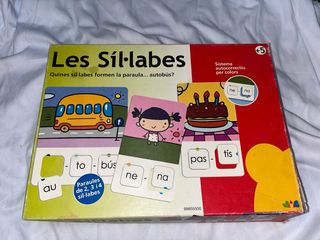 Les Síl·labes
+5
Quines síl·labes formen la paraula... autobús?
Sistema
autocorrectiu
per colors
ne
na
au - to - bús
ne - na
pas - tís
Paraules
de 2, 3 i 4
síl·labes